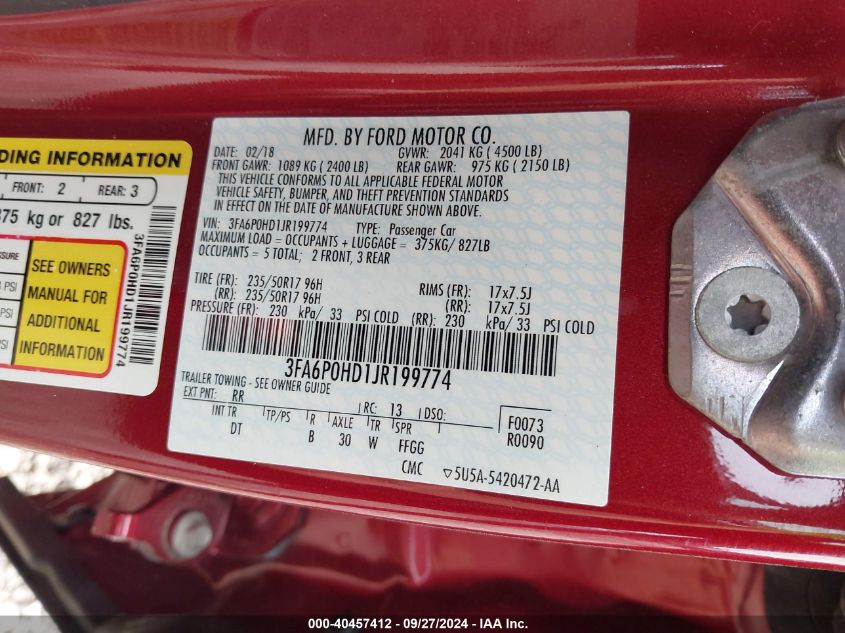 DING INFORMATION
FRONT: 2 REAR: 3
375 kg or 827 lbs.
PRESSURE
PSI
PSI
SEE OWNERS
MANUAL FOR
ADDITIONAL
INFORMATION
3FA6P0HD1JR199774
MFD. BY FORD MOTOR CO.
DATE: 02/18 GVWR: 2041 KG ( 4500 LB)
FRONT GAWR: 1089 KG ( 2400 LB) REAR GAWR: 975 KG ( 2150 LB)
THIS VEHICLE CONFORMS TO ALL APPLICABLE FEDERAL MOTOR
VEHICLE SAFETY, BUMPER, AND THEFT PREVENTION STANDARDS
IN EFFECT ON THE DATE OF MANUFACTURE SHOWN ABOVE.
VIN: 3FA6P0HD1JR199774 TYPE: Passenger Car
MAXIMUM LOAD = OCCUPANTS + LUGGAGE = 375KG/ 827LB
OCCUPANTS = 5 TOTAL; 2 FRONT, 3 REAR
TIRE (FR): 235/50R17 96H RIMS (FR): 17x7.5J
(RR): 235/50R17 96H (RR): 17x7.5J
PRESSURE (FR): 230 kPa/ 33 PSI COLD (RR): 230 kPa/ 33 PSI COLD
3FA6P0HD1JR199774
TRAILER TOWING - SEE OWNER GUIDE
EXT PNT: RR RC: 13 DSO: F0073
INT TR TP/PS R AXLE TR SPR R0090
DT B 30 W FFGG
CMC ▽5U5A-5420472-AA
000-40457412 - 09/27/2024 - IAA Inc.